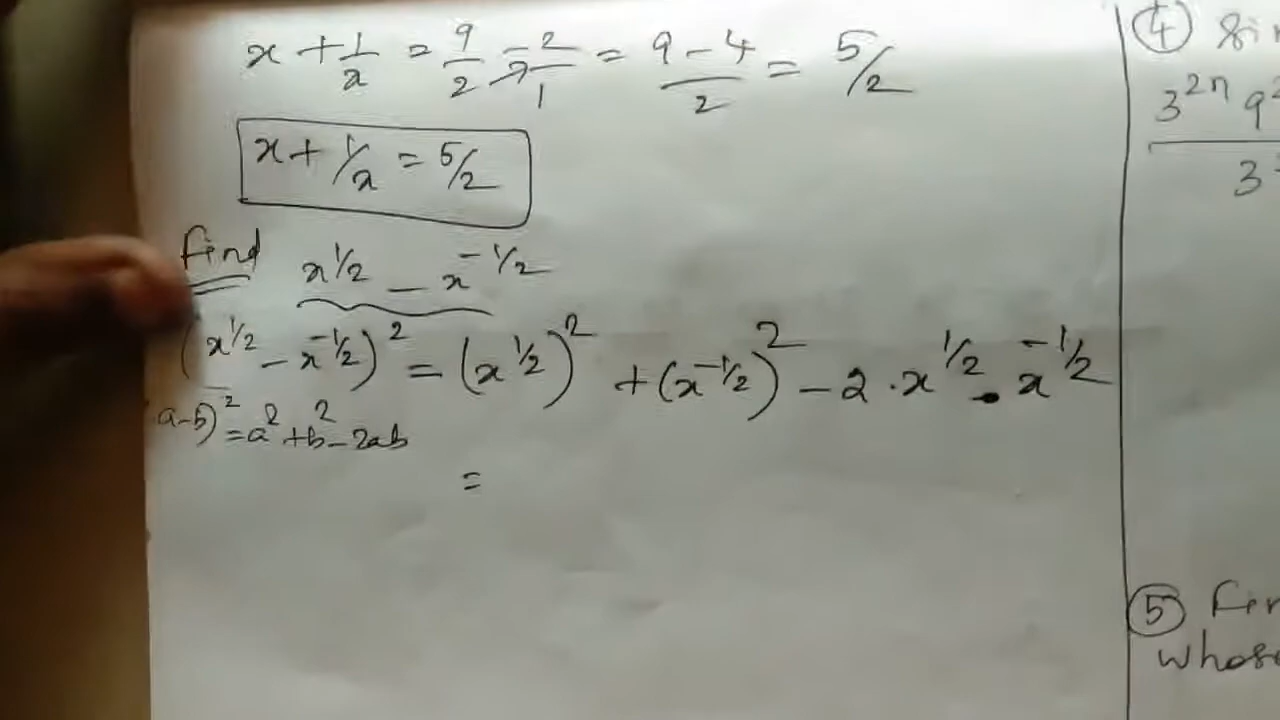 x + 1/x = 9/2 - 2/1 = 9-4/2 = 5/2
x + 1/x = 5/2
find x^1/2 - x^-1/2
(x^1/2 - x^-1/2)^2 = (x^1/2)^2 + (x^-1/2)^2 - 2 · x^1/2 · x^-1/2
a-b)^2 = a^2 + b^2 - 2ab
=
④
3^2n 9
3
⑤